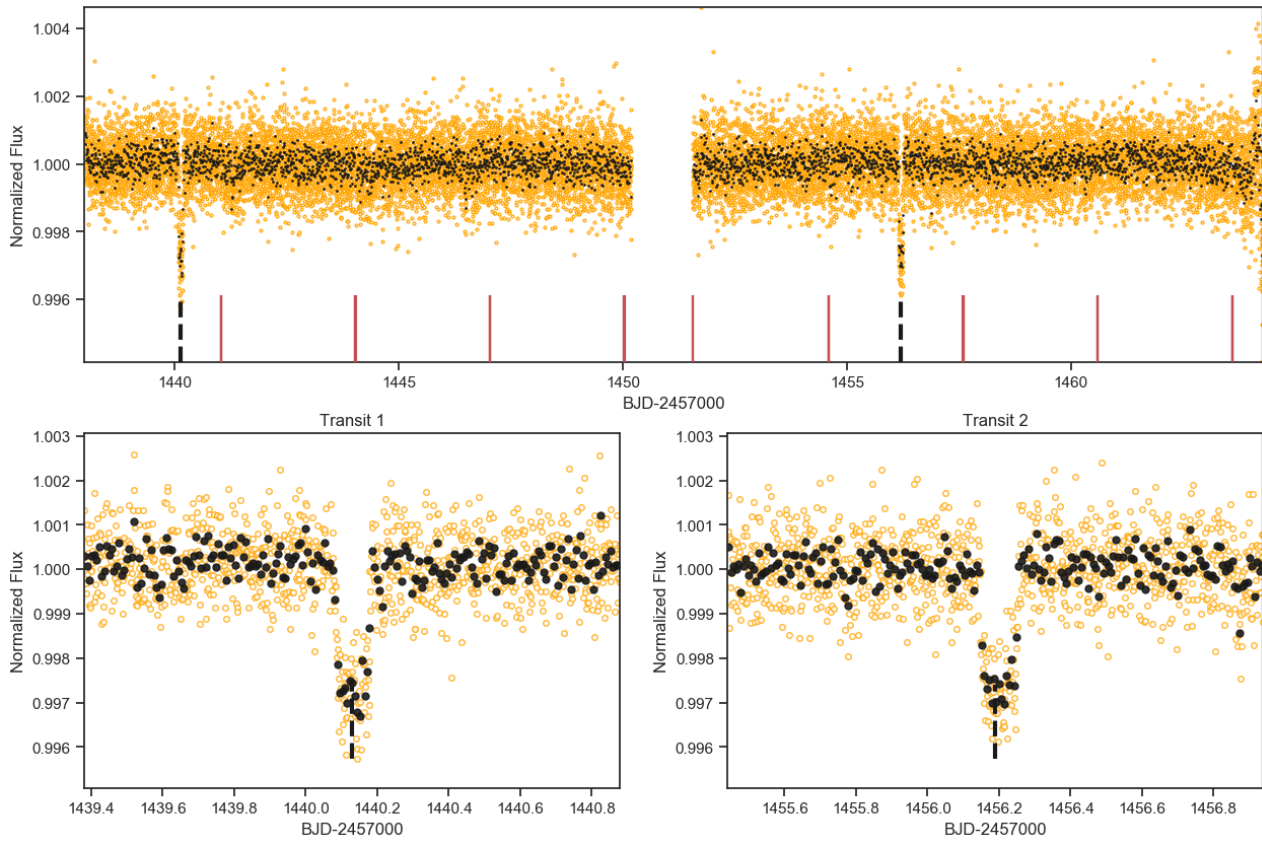 1.004
1.002
1.000
0.998
0.996
Normalized Flux
1440 1445 1450 1455 1460
BJD-2457000
Transit 1
1.003
1.002
1.001
1.000
0.999
0.998
0.997
0.996
Normalized Flux
1439.4 1439.6 1439.8 1440.0 1440.2 1440.4 1440.6 1440.8
BJD-2457000
Transit 2
1.003
1.002
1.001
1.000
0.999
0.998
0.997
0.996
Normalized Flux
1455.6 1455.8 1456.0 1456.2 1456.4 1456.6 1456.8
BJD-2457000